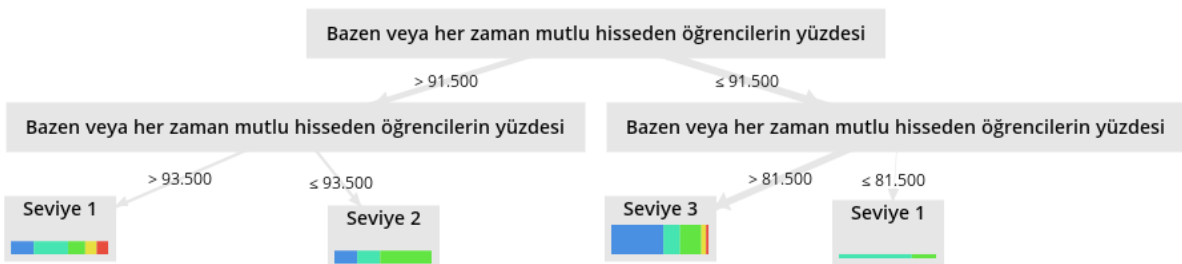 Bazen veya her zaman mutlu hisseden öğrencilerin yüzdesi
> 91.500
≤ 91.500
Bazen veya her zaman mutlu hisseden öğrencilerin yüzdesi
Bazen veya her zaman mutlu hisseden öğrencilerin yüzdesi
> 93.500
≤ 93.500
> 81.500
≤ 81.500
Seviye 1
Seviye 2
Seviye 3
Seviye 1